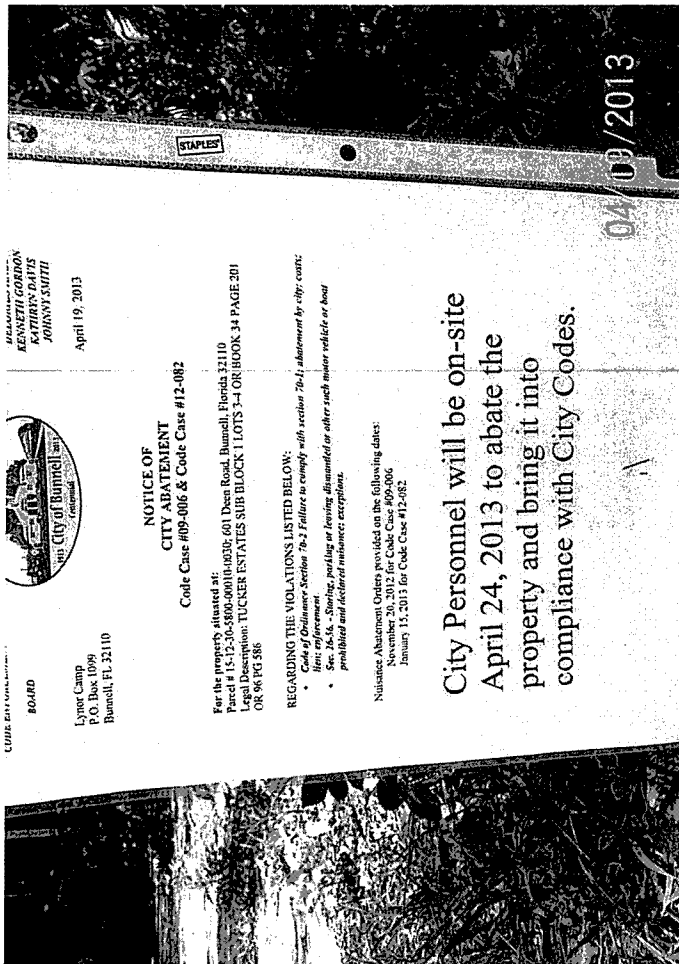 STAPLES
KENNETH GORDON
KATHRYN DAVIS
JOHNNY SMITH
1913 City of Bunnell 2013
Centennial
BOARD
April 19, 2013
Lynor Camp
P.O. Box 1009
Bunnell, FL 32110
NOTICE OF
CITY ABATEMENT
Code Case #09-006 & Code Case #12-082
For the property situated at:
Parcel # 15-12-30-5800-00010-0030; 601 Deen Road, Bunnell, Florida 32110
Legal Description: TUCKER ESTATES SUB BLOCK 1 LOTS 3-4 OR BOOK 34 PAGE 201
OR 96 PG 586
REGARDING THE VIOLATIONS LISTED BELOW:
• Code of Ordinance Section 70-2 Failure to comply with section 70-1; abatement by city; costs;
lien; enforcement.
• Sec. 26-56. - Storing, parking or leaving dismantled or other such motor vehicle or boat
prohibited and declared nuisance; exceptions.
Nuisance Abatement Orders provided on the following dates:
November 20, 2012 for Code Case #09-006
January 15, 2013 for Code Case #12-082
City Personnel will be on-site
April 24, 2013 to abate the
property and bring it into
compliance with City Codes.
04/09/2013